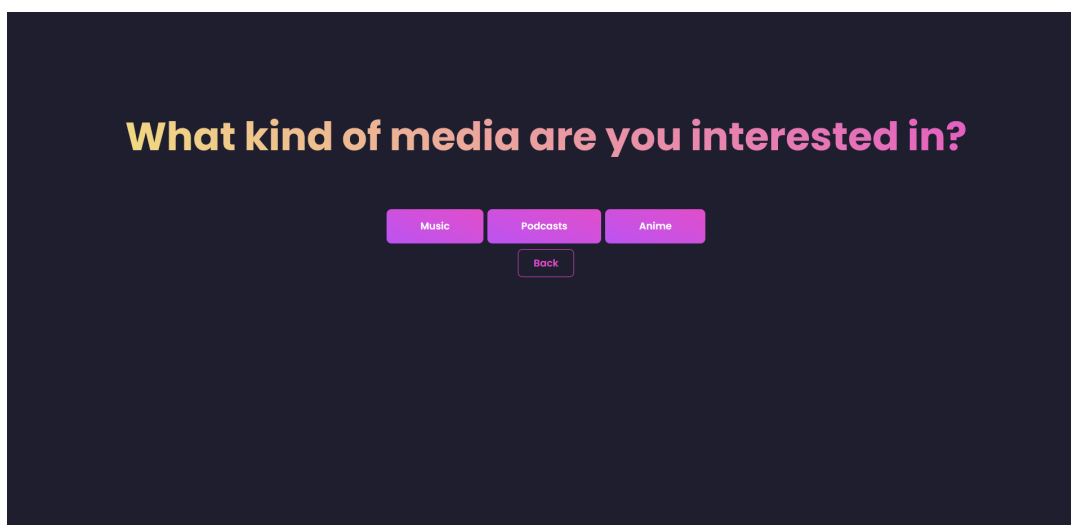 What kind of media are you interested in?
Music Podcasts Anime
Back